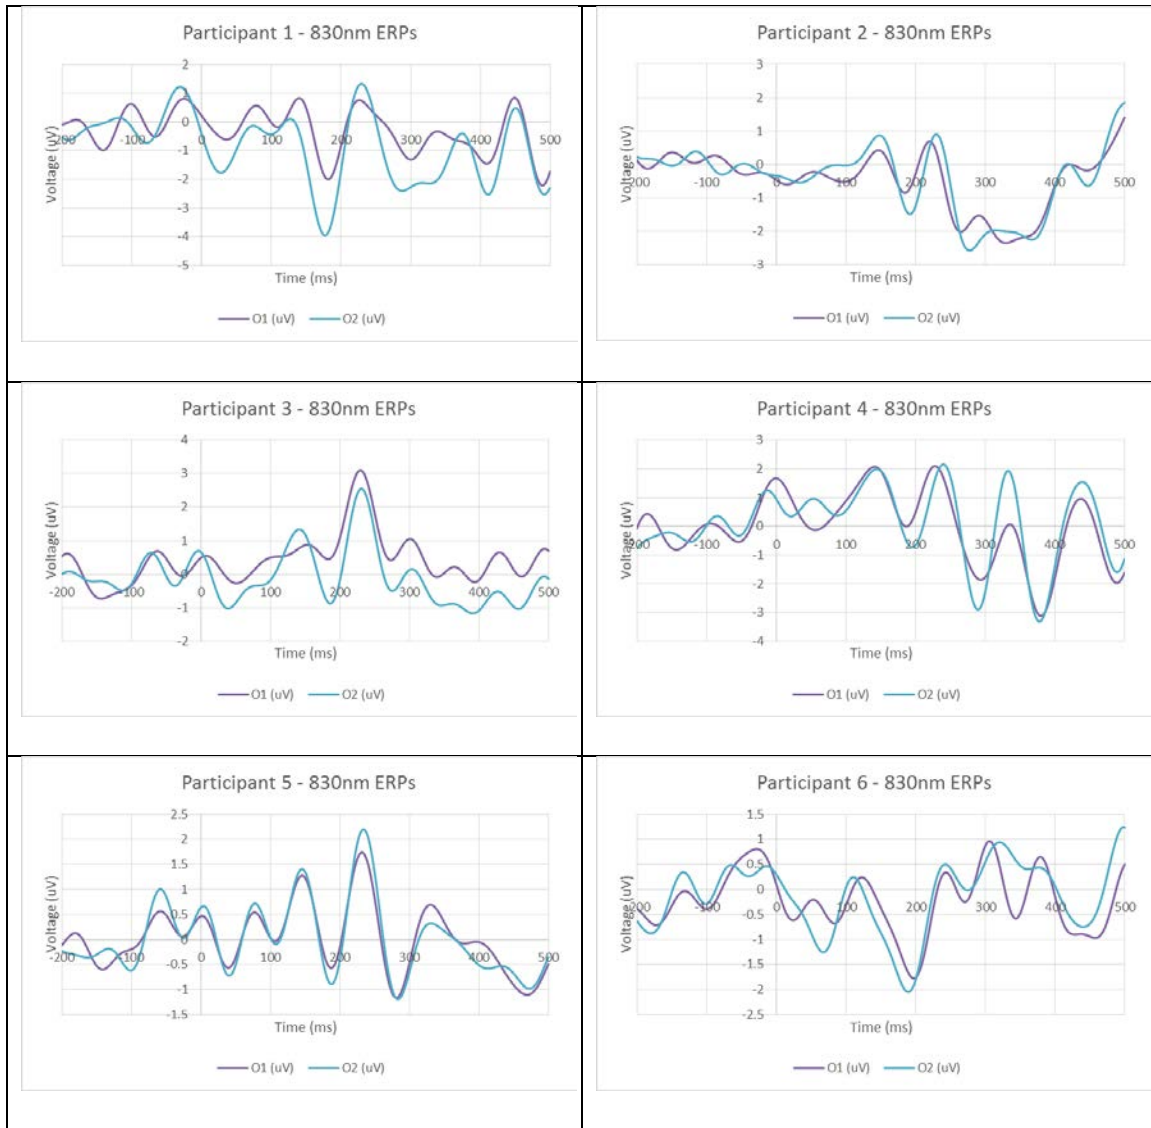 Participant 1 - 830nm ERPs
2
1
0
-1
-2
-3
-4
-5
-200 -100 0 100 200 300 400 500
Voltage (uV)
Time (ms)
O1 (uV) O2 (uV)
Participant 2 - 830nm ERPs
3
2
1
0
-1
-2
-3
-200 -100 0 100 200 300 400 500
Voltage (uV)
Time (ms)
O1 (uV) O2 (uV)
Participant 3 - 830nm ERPs
4
3
2
1
0
-1
-2
-200 -100 0 100 200 300 400 500
Voltage (uV)
Time (ms)
O1 (uV) O2 (uV)
Participant 4 - 830nm ERPs
3
2
1
0
-1
-2
-3
-4
-200 -100 0 100 200 300 400 500
Voltage (uV)
Time (ms)
O1 (uV) O2 (uV)
Participant 5 - 830nm ERPs
2.5
2
1.5
1
0.5
0
-0.5
-1
-1.5
-200 -100 0 100 200 300 400 500
Voltage (uV)
Time (ms)
O1 (uV) O2 (uV)
Participant 6 - 830nm ERPs
1.5
1
0.5
0
-0.5
-1
-1.5
-2
-2.5
-200 -100 0 100 200 300 400 500
Voltage (uV)
Time (ms)
O1 (uV) O2 (uV)